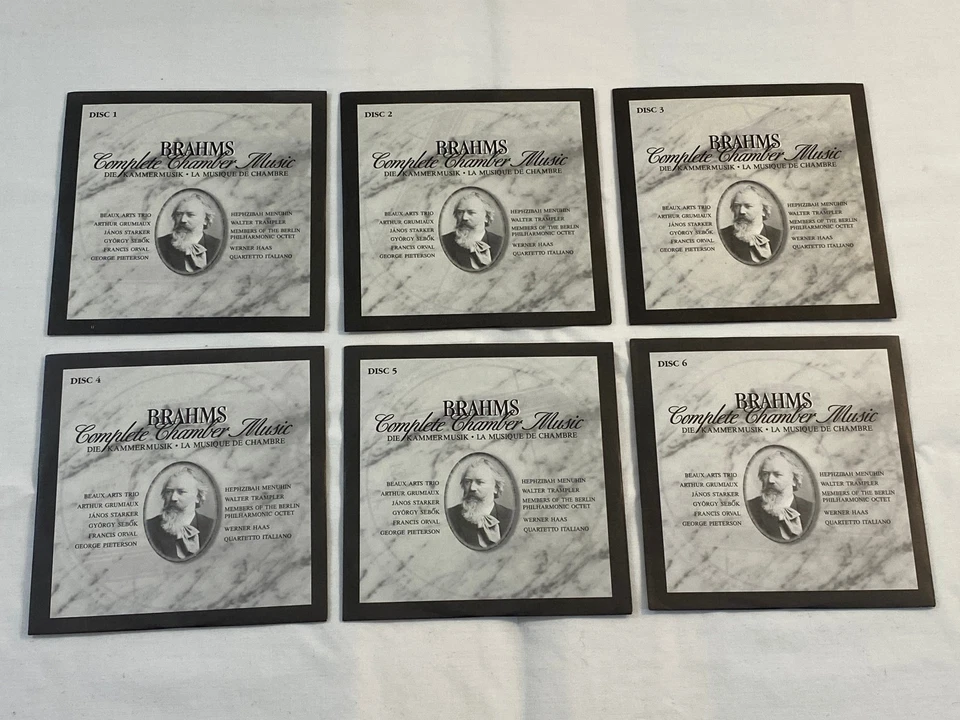 DISC 1
BRAHMS
Complete Chamber Music
DIE KAMMERMUSIK • LA MUSIQUE DE CHAMBRE
BEAUX ARTS TRIO
ARTHUR GRUMIAUX
JÁNOS STARKER
GYÖRGY SEBŐK
FRANCIS ORVAL
GEORGE PIETERSON
HEPHZIBAH MENUHIN
WALTER TRAMPLER
MEMBERS OF THE BERLIN
PHILHARMONIC OCTET
WERNER HAAS
QUARTETTO ITALIANO
DISC 2
BRAHMS
Complete Chamber Music
DIE KAMMERMUSIK • LA MUSIQUE DE CHAMBRE
BEAUX ARTS TRIO
ARTHUR GRUMIAUX
JÁNOS STARKER
GYÖRGY SEBŐK
FRANCIS ORVAL
GEORGE PIETERSON
HEPHZIBAH MENUHIN
WALTER TRAMPLER
MEMBERS OF THE BERLIN
PHILHARMONIC OCTET
WERNER HAAS
QUARTETTO ITALIANO
DISC 3
BRAHMS
Complete Chamber Music
DIE KAMMERMUSIK • LA MUSIQUE DE CHAMBRE
BEAUX ARTS TRIO
ARTHUR GRUMIAUX
JÁNOS STARKER
GYÖRGY SEBŐK
FRANCIS ORVAL
GEORGE PIETERSON
HEPHZIBAH MENUHIN
WALTER TRAMPLER
MEMBERS OF THE BERLIN
PHILHARMONIC OCTET
WERNER HAAS
QUARTETTO ITALIANO
DISC 4
BRAHMS
Complete Chamber Music
DIE KAMMERMUSIK • LA MUSIQUE DE CHAMBRE
BEAUX ARTS TRIO
ARTHUR GRUMIAUX
JÁNOS STARKER
GYÖRGY SEBŐK
FRANCIS ORVAL
GEORGE PIETERSON
HEPHZIBAH MENUHIN
WALTER TRAMPLER
MEMBERS OF THE BERLIN
PHILHARMONIC OCTET
WERNER HAAS
QUARTETTO ITALIANO
DISC 5
BRAHMS
Complete Chamber Music
DIE KAMMERMUSIK • LA MUSIQUE DE CHAMBRE
BEAUX ARTS TRIO
ARTHUR GRUMIAUX
JÁNOS STARKER
GYÖRGY SEBŐK
FRANCIS ORVAL
GEORGE PIETERSON
HEPHZIBAH MENUHIN
WALTER TRAMPLER
MEMBERS OF THE BERLIN
PHILHARMONIC OCTET
WERNER HAAS
QUARTETTO ITALIANO
DISC 6
BRAHMS
Complete Chamber Music
DIE KAMMERMUSIK • LA MUSIQUE DE CHAMBRE
BEAUX ARTS TRIO
ARTHUR GRUMIAUX
JÁNOS STARKER
GYÖRGY SEBŐK
FRANCIS ORVAL
GEORGE PIETERSON
HEPHZIBAH MENUHIN
WALTER TRAMPLER
MEMBERS OF THE BERLIN
PHILHARMONIC OCTET
WERNER HAAS
QUARTETTO ITALIANO